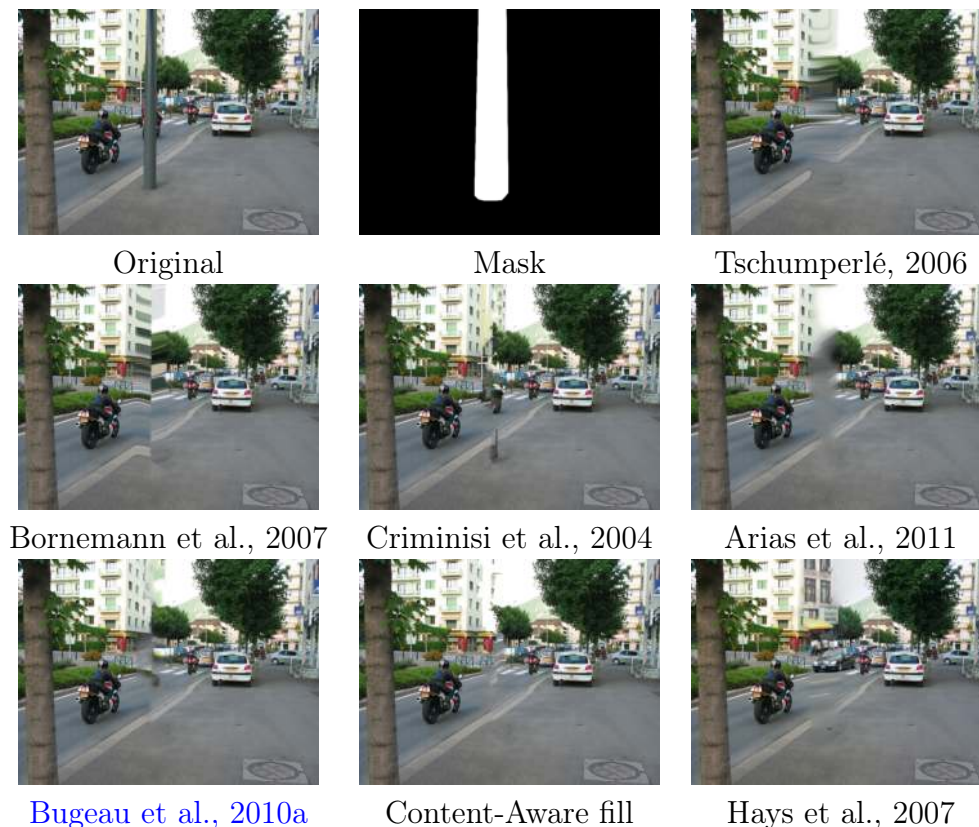 Original
Mask
Tschumperlé, 2006
Bornemann et al., 2007
Criminisi et al., 2004
Arias et al., 2011
Bugeau et al., 2010a
Content-Aware fill
Hays et al., 2007